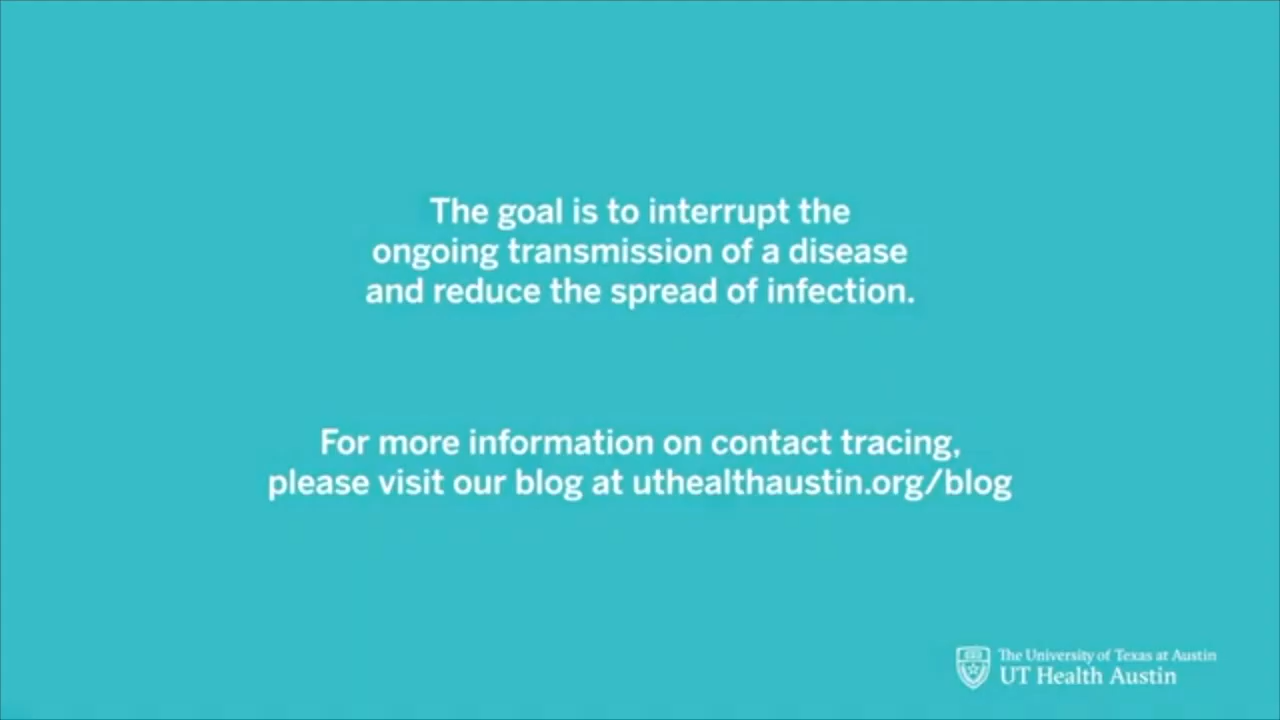 The goal is to interrupt the
ongoing transmission of a disease
and reduce the spread of infection.
For more information on contact tracing,
please visit our blog at uthealthaustin.org/blog
The University of Texas at Austin
UT Health Austin